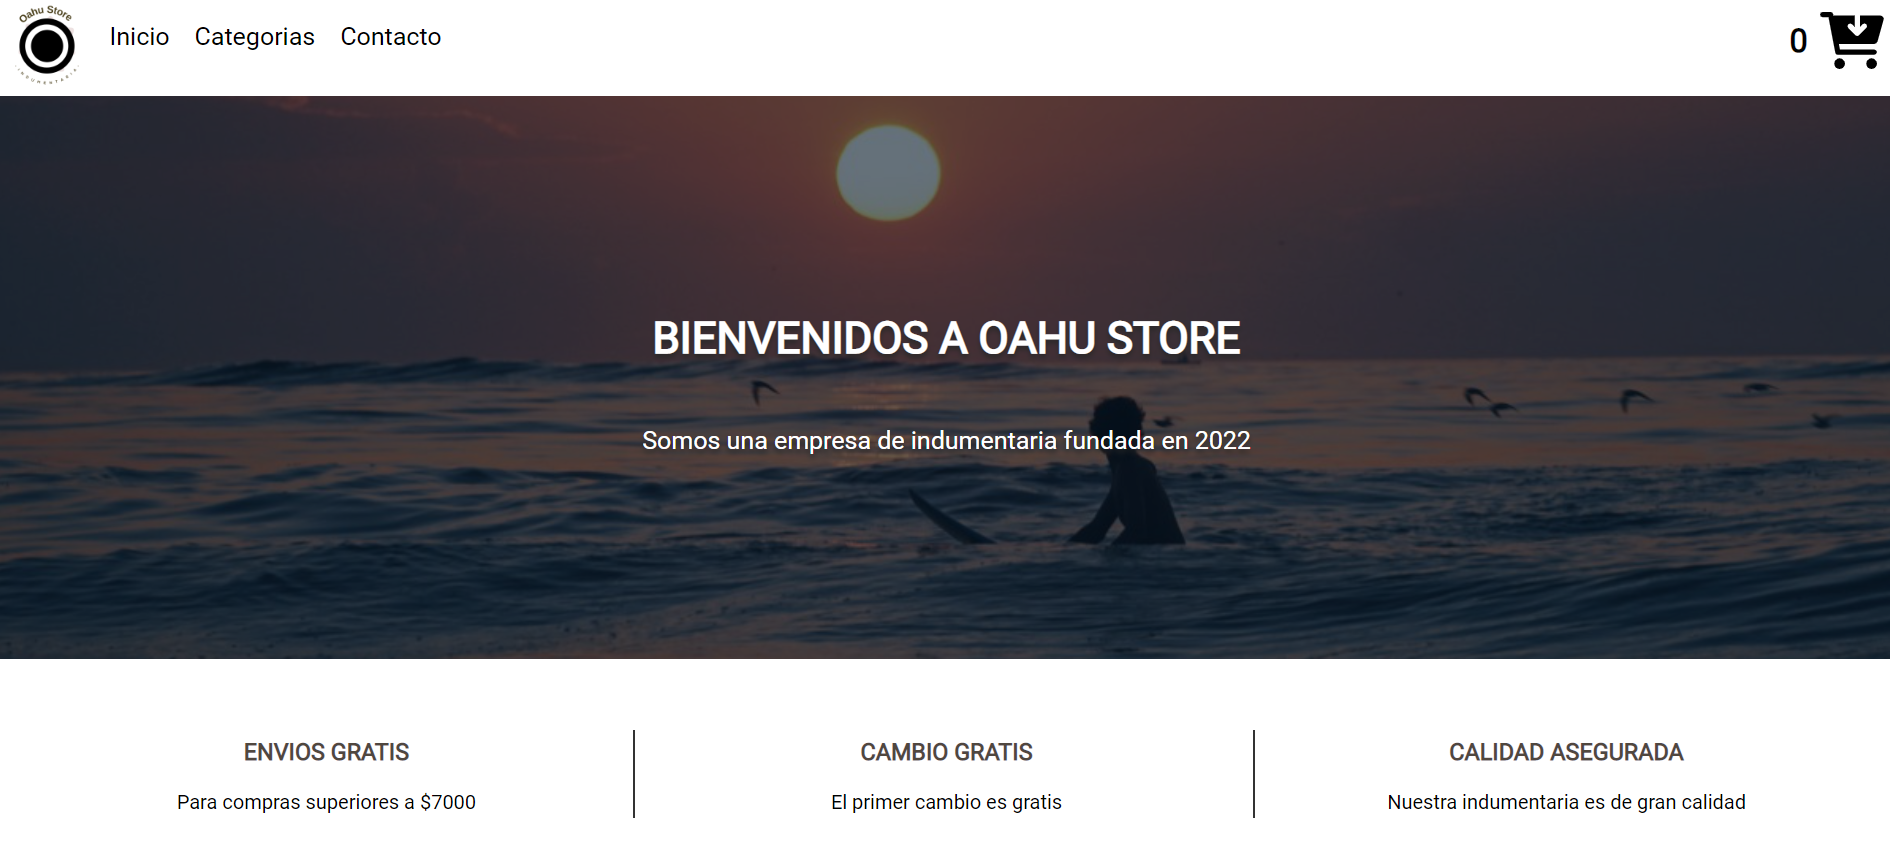 Oahu Store
INDUMENTARIA
Inicio
Categorias
Contacto
0
BIENVENIDOS A OAHU STORE
Somos una empresa de indumentaria fundada en 2022
ENVIOS GRATIS
Para compras superiores a $7000
CAMBIO GRATIS
El primer cambio es gratis
CALIDAD ASEGURADA
Nuestra indumentaria es de gran calidad